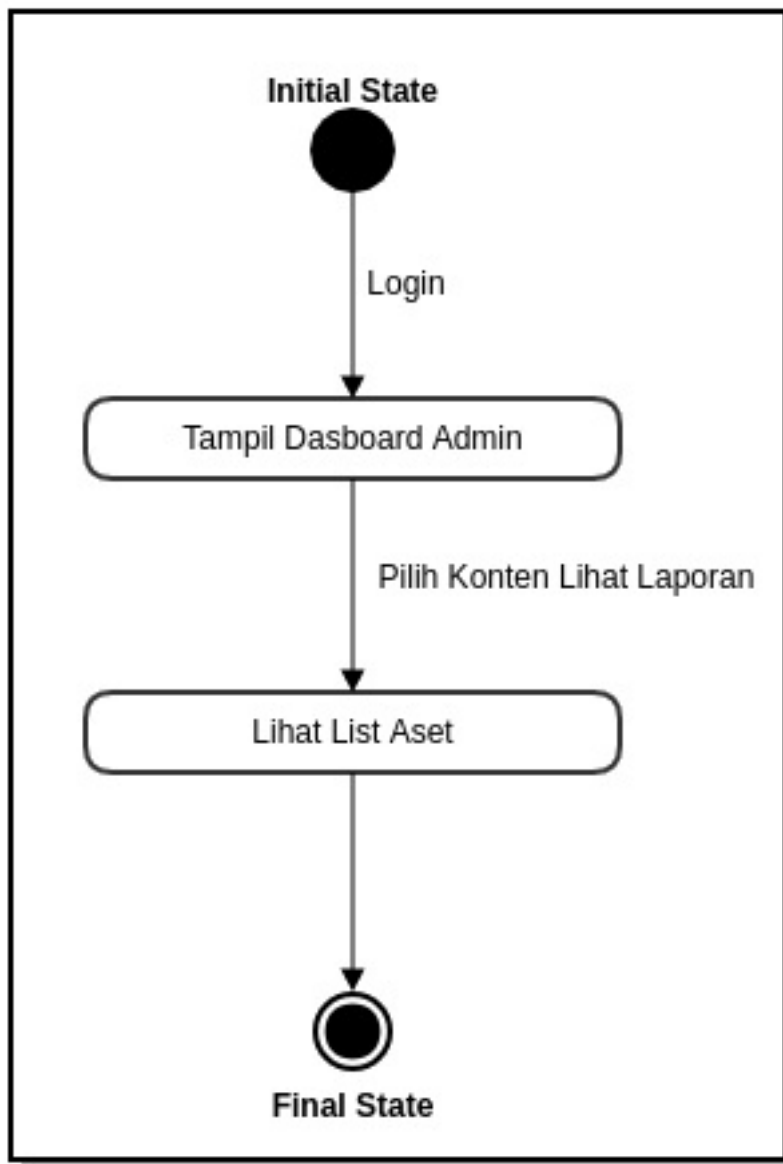 Initial State
Login
Tampil Dasboard Admin
Pilih Konten Lihat Laporan
Lihat List Aset
Final State